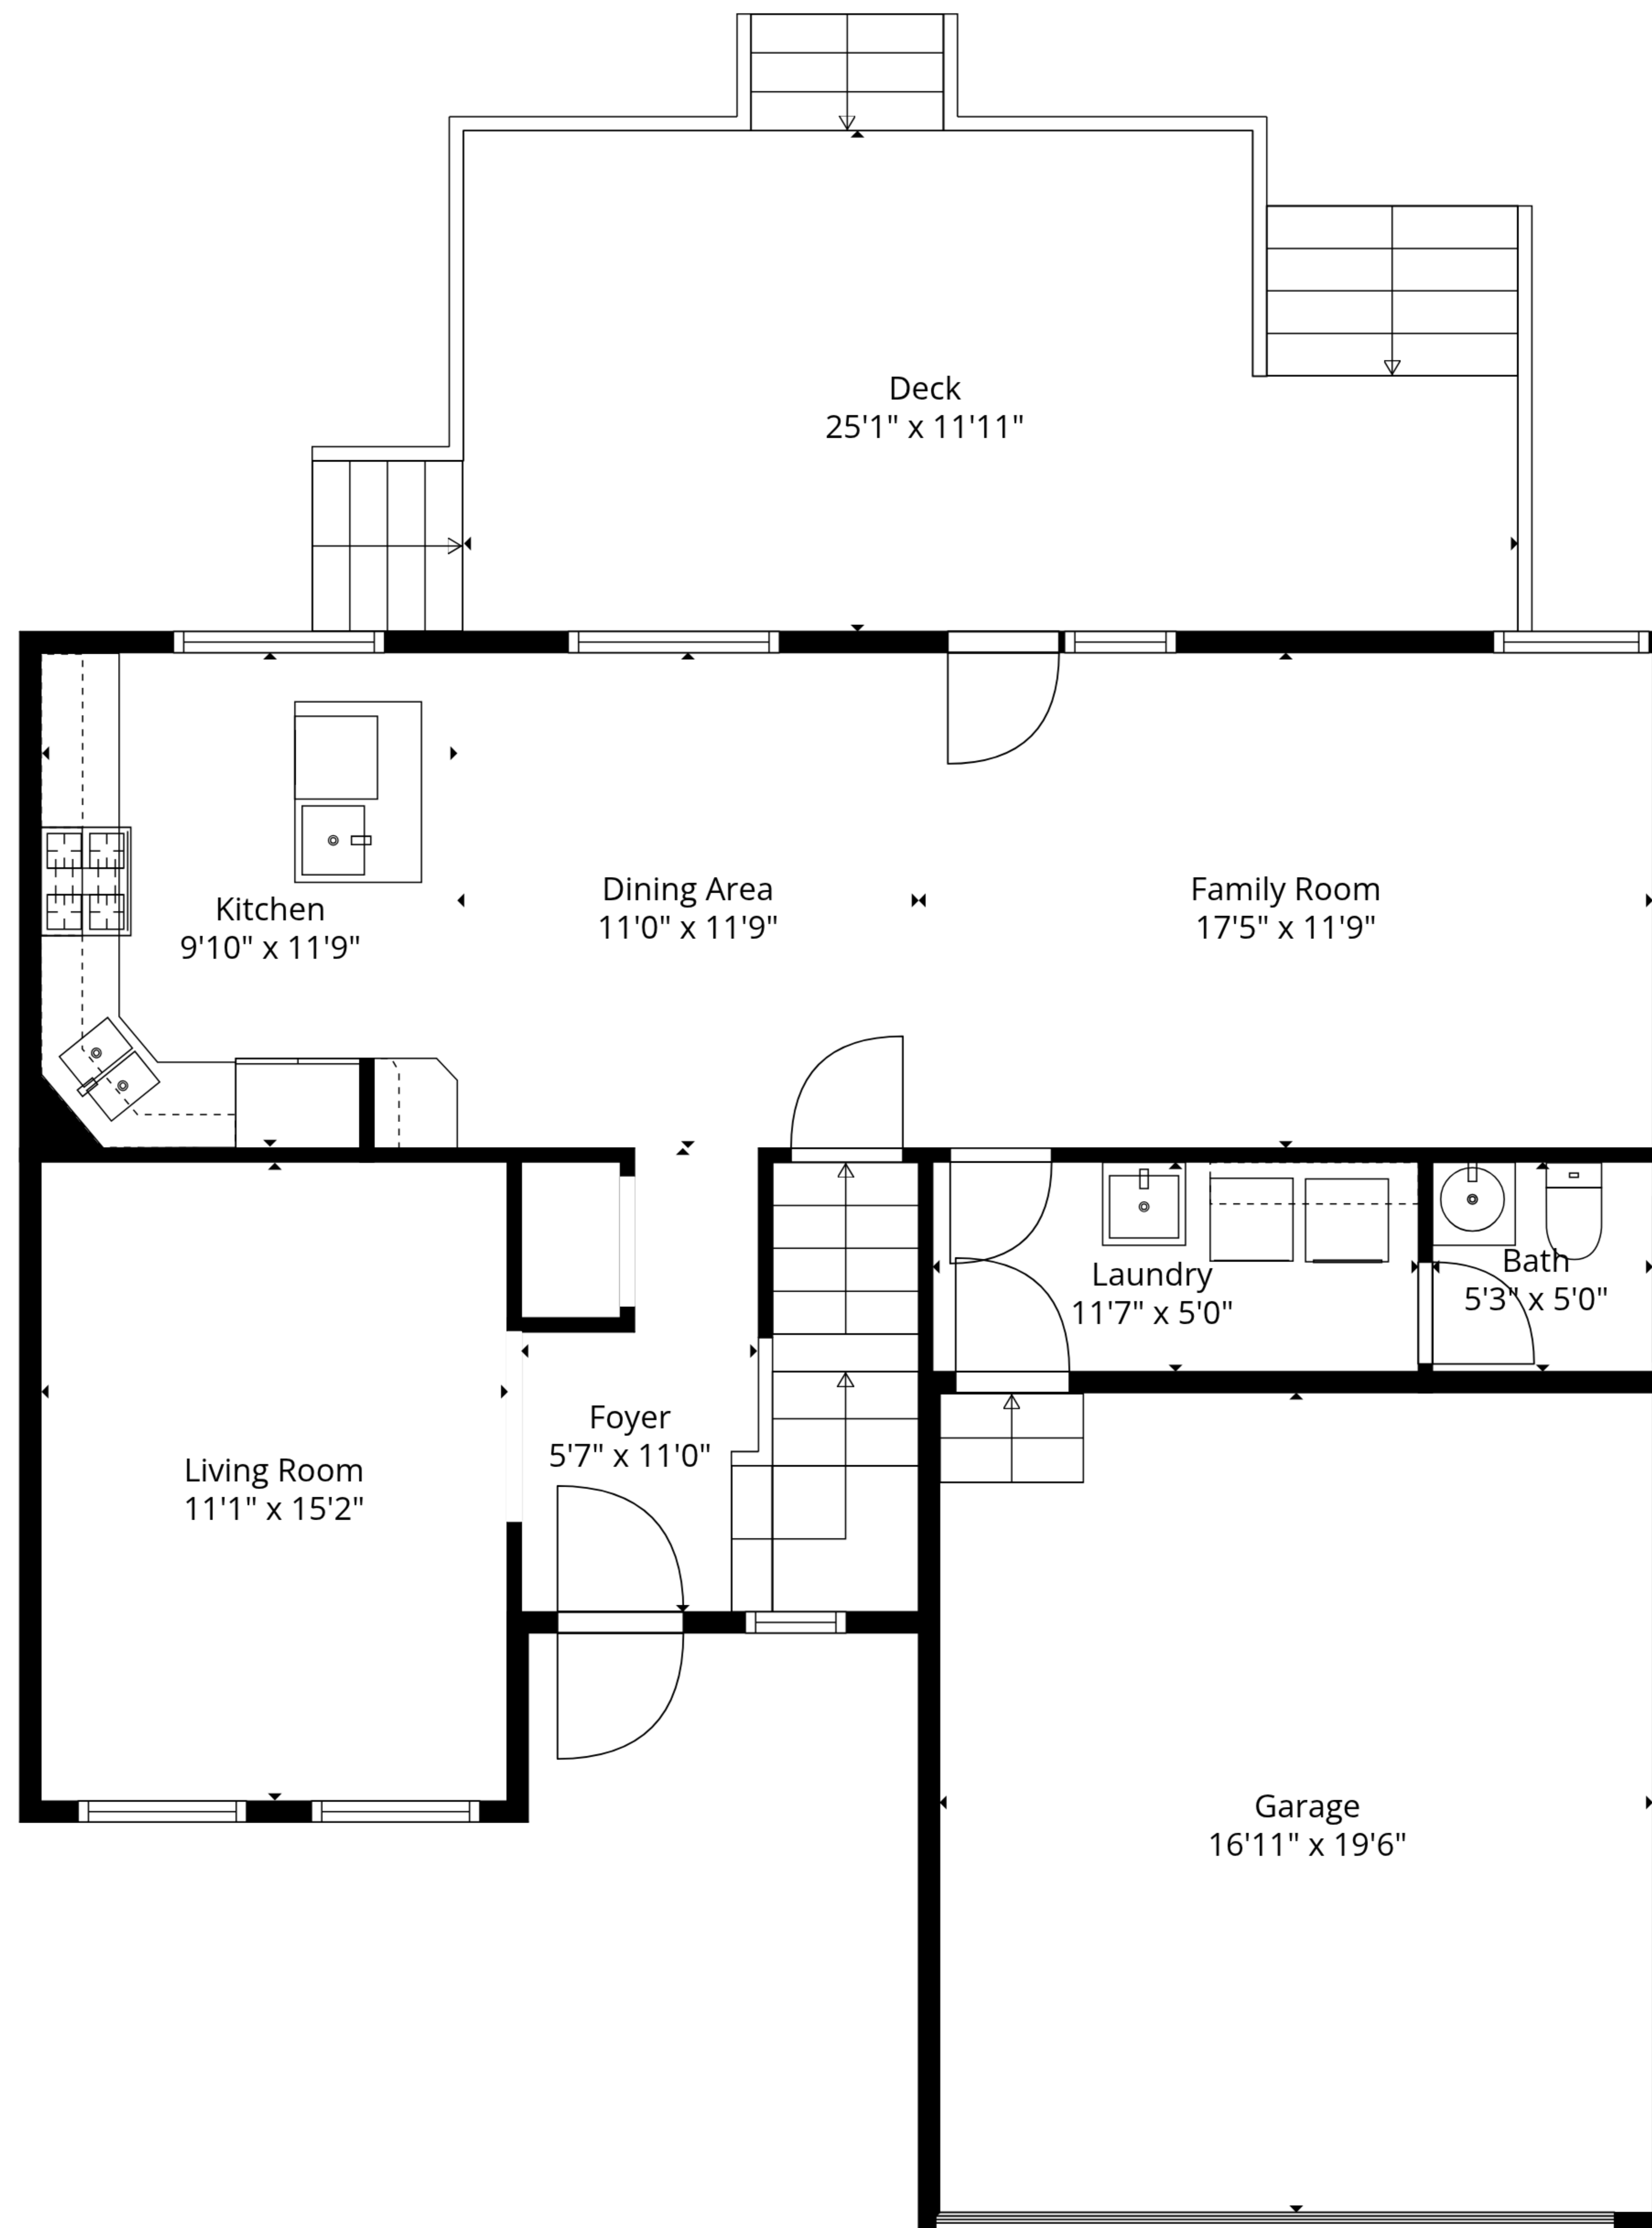 Deck
25'1" x 11'11"
Kitchen
9'10" x 11'9"
Dining Area
11'0" x 11'9"
Family Room
17'5" x 11'9"
Laundry
11'7" x 5'0"
Bath
5'3" x 5'0"
Foyer
5'7" x 11'0"
Living Room
11'1" x 15'2"
Garage
16'11" x 19'6"